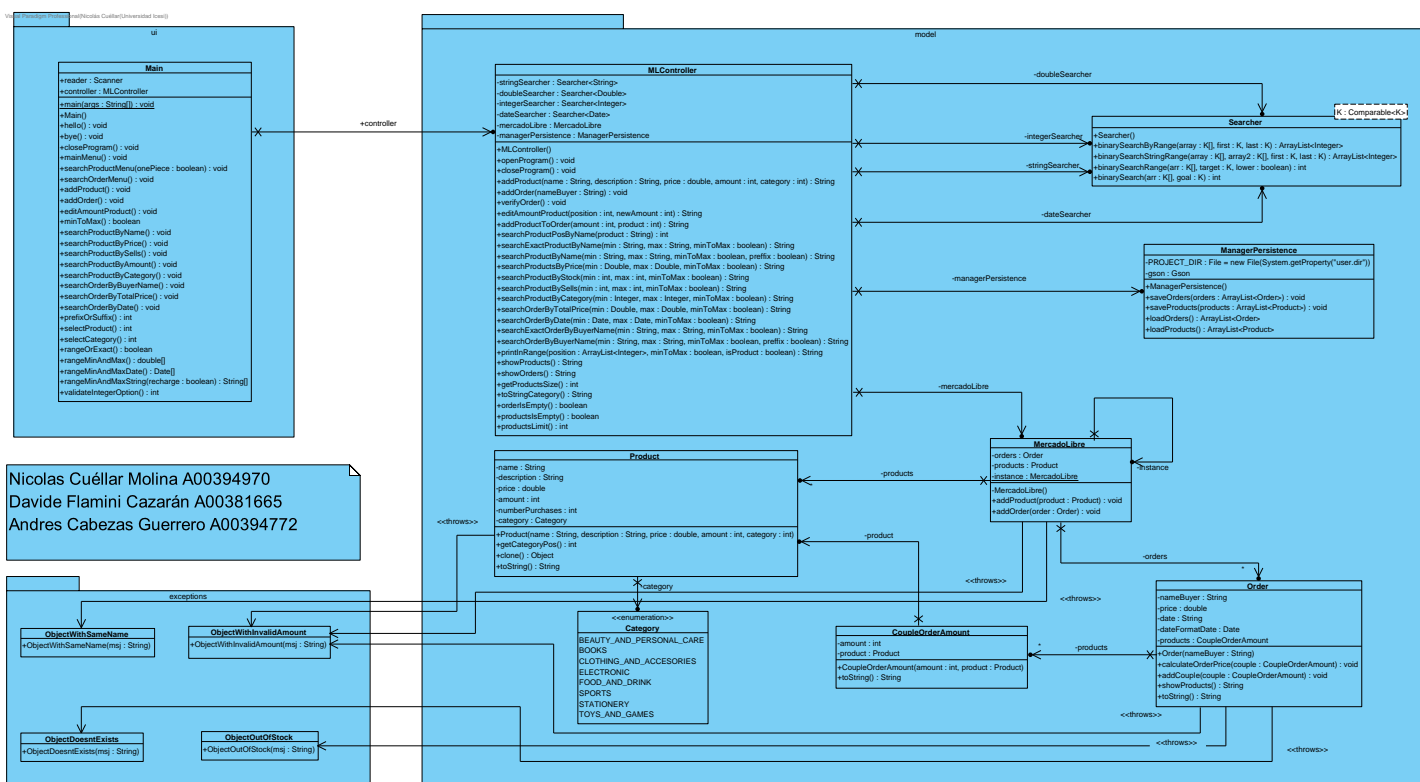 Visual Paradigm Professional(Nicolás Cuéllar(Universidad Icesi))
ui
Main
+reader : Scanner
+controller : MLController
+main(args : String[]) : void
+Main()
+hello() : void
+bye() : void
+closeProgram() : void
+mainMenu() : void
+searchProductMenu(onePiece : boolean) : void
+searchOrderMenu() : void
+addProduct() : void
+addOrder() : void
+editAmountProduct() : void
+minToMax() : boolean
+searchProductByName() : void
+searchProductByPrice() : void
+searchProductBySells() : void
+searchProductByAmount() : void
+searchProductByCategory() : void
+searchOrderByBuyerName() : void
+searchOrderByTotalPrice() : void
+searchOrderByDate() : void
+prefixOrSuffix() : int
+selectProduct() : int
+selectCategory() : int
+rangeOrExact() : boolean
+rangeMinAndMax() : double[]
+rangeMinAndMaxDate() : Date[]
+rangeMinAndMaxString(recharge : boolean) : String[]
+validateIntegerOption() : int
+controller
model
MLController
-stringSearcher : Searcher<String>
-doubleSearcher : Searcher<Double>
-integerSearcher : Searcher<Integer>
-dateSearcher : Searcher<Date>
-mercadoLibre : MercadoLibre
-managerPersistence : ManagerPersistence
+MLController()
+openProgram() : void
+closeProgram() : void
+addProduct(name : String, description : String, price : double, amount : int, category : int) : String
+addOrder(nameBuyer : String) : void
+verifyOrder() : void
+editAmountProduct(position : int, newAmount : int) : String
+addProductToOrder(amount : int, product : int) : String
+searchProductPosByName(product : String) : int
+searchExactProductByName(min : String, max : String, minToMax : boolean) : String
+searchProductByName(min : String, max : String, minToMax : boolean, preffix : boolean) : String
+searchProductsByPrice(min : Double, max : Double, minToMax : boolean) : String
+searchProductByStock(min : int, max : int, minToMax : boolean) : String
+searchProductBySells(min : int, max : int, minToMax : boolean) : String
+searchProductByCategory(min : Integer, max : Integer, minToMax : boolean) : String
+searchOrderByTotalPrice(min : Double, max : Double, minToMax : boolean) : String
+searchOrderByDate(min : Date, max : Date, minToMax : boolean) : String
+searchExactOrderByBuyerName(min : String, max : String, minToMax : boolean) : String
+searchOrderByBuyerName(min : String, max : String, minToMax : boolean, preffix : boolean) : String
+printInRange(position : ArrayList<Integer>, minToMax : boolean, isProduct : boolean) : String
+showProducts() : String
+showOrders() : String
+getProductsSize() : int
+toStringCategory() : String
+orderIsEmpty() : boolean
+productsIsEmpty() : boolean
+productsLimit() : int
-doubleSearcher
-integerSearcher
-stringSearcher
-dateSearcher
-managerPersistence
-mercadoLibre
K : Comparable<K>
Searcher
+Searcher()
+binarySearchByRange(array : K[], first : K, last : K) : ArrayList<Integer>
+binarySearchStringRange(array : K[], array2 : K[], first : K, last : K) : ArrayList<Integer>
+binarySearchRange(arr : K[], target : K, lower : boolean) : int
+binarySearch(arr : K[], goal : K) : int
ManagerPersistence
-PROJECT_DIR : File = new File(System.getProperty("user.dir"))
-gson : Gson
+ManagerPersistence()
+saveOrders(orders : ArrayList<Order>) : void
+saveProducts(products : ArrayList<Product>) : void
+loadOrders() : ArrayList<Order>
+loadProducts() : ArrayList<Product>
MercadoLibre
-orders : Order
-products : Product
-instance : MercadoLibre
-MercadoLibre()
+addProduct(product : Product) : void
+addOrder(order : Order) : void
-instance
Product
-name : String
-description : String
-price : double
-amount : int
-numberPurchases : int
-category : Category
+Product(name : String, description : String, price : double, amount : int, category : int)
+getCategoryPos() : int
+clone() : Object
+toString() : String
-products
-product
<<throws>>
-category
<<throws>>
<<throws>>
-orders
*
Nicolas Cuéllar Molina A00394970
Davide Flamini Cazarán A00381665
Andres Cabezas Guerrero A00394772
exceptions
ObjectWithSameName
+ObjectWithSameName(msj : String)
ObjectWithInvalidAmount
+ObjectWithInvalidAmount(msj : String)
ObjectDoesntExists
+ObjectDoesntExists(msj : String)
ObjectOutOfStock
+ObjectOutOfStock(msj : String)
<<enumeration>>
Category
BEAUTY_AND_PERSONAL_CARE
BOOKS
CLOTHING_AND_ACCESORIES
ELECTRONIC
FOOD_AND_DRINK
SPORTS
STATIONERY
TOYS_AND_GAMES
CoupleOrderAmount
-amount : int
-product : Product
+CoupleOrderAmount(amount : int, product : Product)
+toString() : String
*
-products
Order
-nameBuyer : String
-price : double
-date : String
-dateFormatDate : Date
-products : CoupleOrderAmount
+Order(nameBuyer : String)
+calculateOrderPrice(couple : CoupleOrderAmount) : void
+addCouple(couple : CoupleOrderAmount) : void
+showProducts() : String
+toString() : String
<<throws>>
<<throws>>
<<throws>>